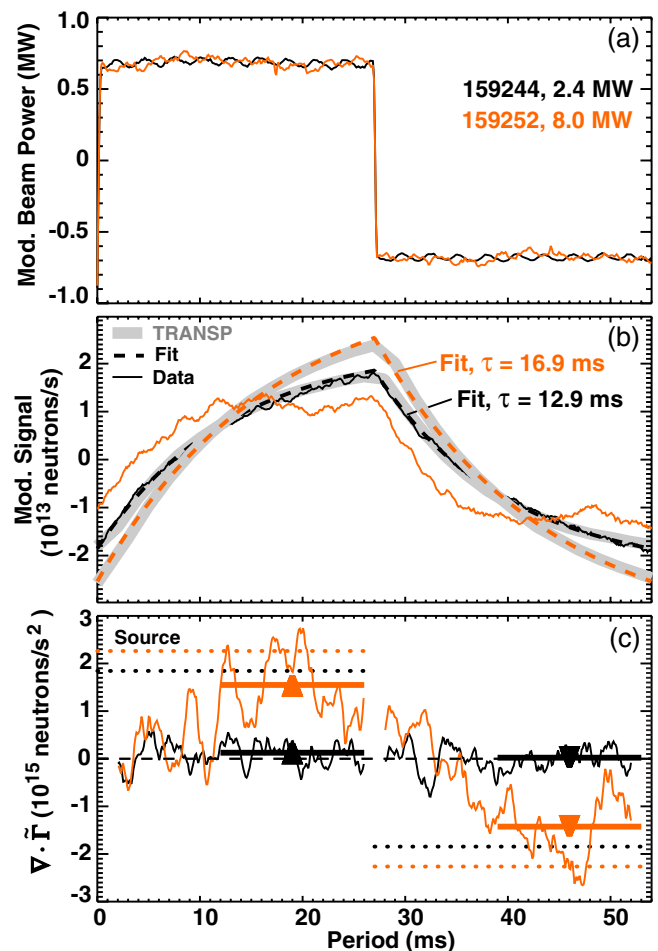 (a)
Mod. Beam Power (MW)
1.0
0.5
0
-0.5
-1.0
159244, 2.4 MW
159252, 8.0 MW
(b)
Mod. Signal
(10¹³ neutrons/s)
2
1
0
-1
-2
TRANSP
Fit
Data
Fit, τ = 16.9 ms
Fit, τ = 12.9 ms
(c)
∇ · Γ̃ (10¹⁵ neutrons/s²)
3
2
1
0
-1
-2
-3
Source
0 10 20 30 40 50
Period (ms)